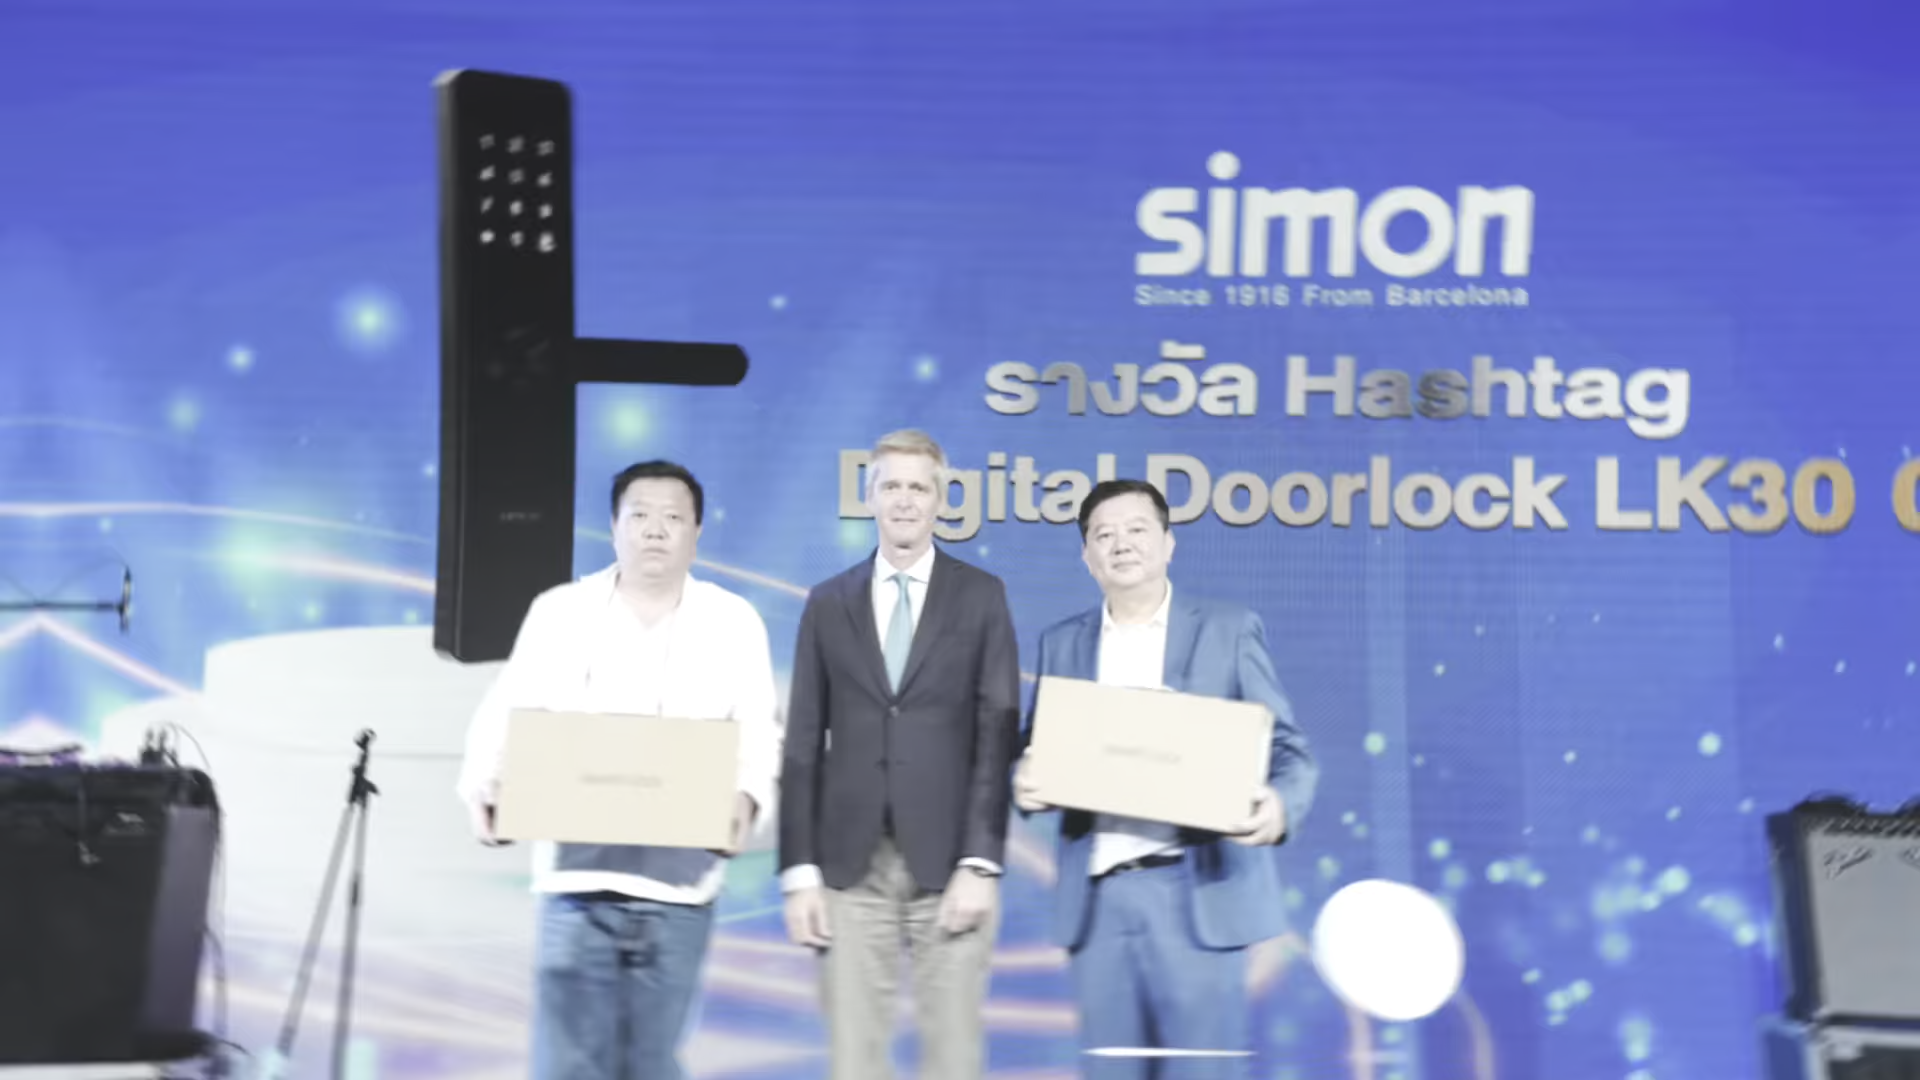 simon
Since 1916 From Barcelona
รางวัล Hashtag
Digital Doorlock LK30